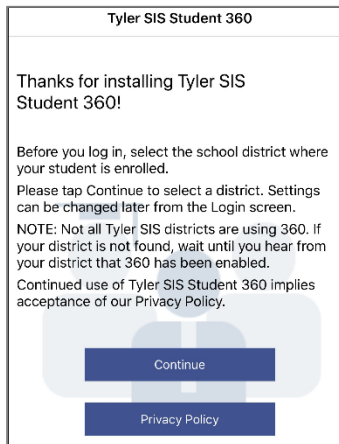 Tyler SIS Student 360
Thanks for installing Tyler SIS
Student 360!
Before you log in, select the school district where
your student is enrolled.
Please tap Continue to select a district. Settings
can be changed later from the Login screen.
NOTE: Not all Tyler SIS districts are using 360. If
your district is not found, wait until you hear from
your district that 360 has been enabled.
Continued use of Tyler SIS Student 360 implies
acceptance of our Privacy Policy.
Continue
Privacy Policy